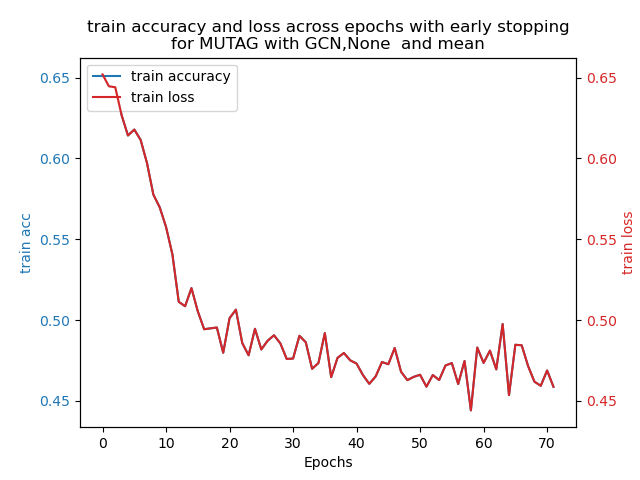 train accuracy and loss across epochs with early stopping
for MUTAG with GCN,None  and mean
train accuracy
train loss
0.65
0.60
0.55
0.50
0.45
train acc
0.65
0.60
0.55
0.50
0.45
train loss
0 10 20 30 40 50 60 70
Epochs